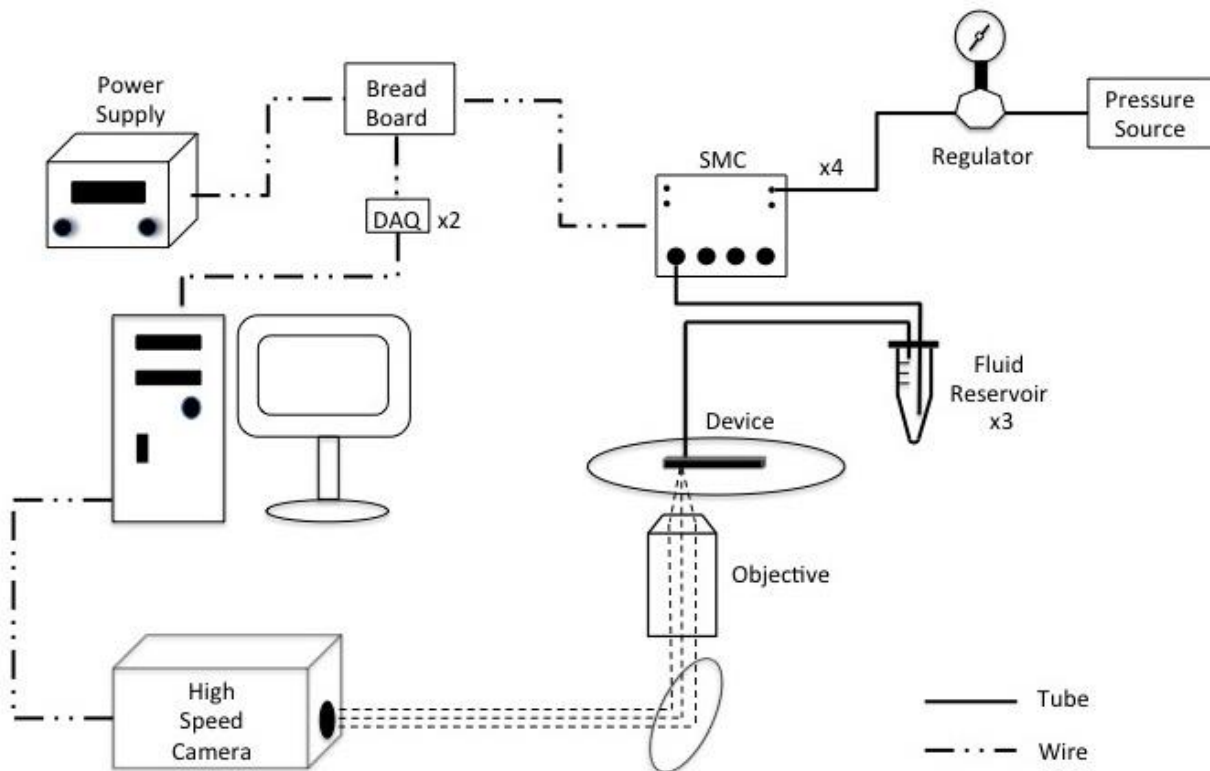 Power
Supply
Bread
Board
Pressure
Source
Regulator
SMC
x4
DAQ
x2
Fluid
Reservoir
x3
Device
Objective
High
Speed
Camera
Tube
Wire